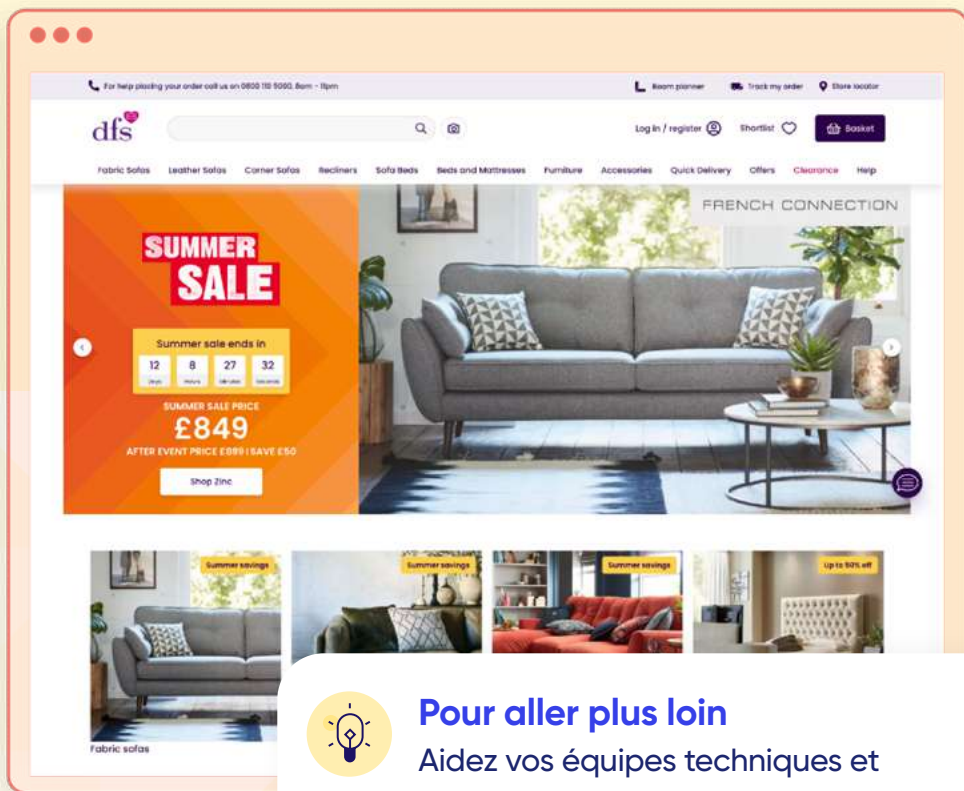 For help placing your order call us on 0800 110 5000. 8am - 11pm
Room planner
Track my order
Store locator
dfs
Log in / register
Shortlist
Basket
Fabric Sofas
Leather Sofas
Corner Sofas
Recliners
Sofa Beds
Beds and Mattresses
Furniture
Accessories
Quick Delivery
Offers
Clearance
Help
FRENCH CONNECTION
SUMMER
SALE
Summer sale ends in
12 8 27 32
Days Hours Minutes Seconds
SUMMER SALE PRICE
£849
AFTER EVENT PRICE £899 | SAVE £50
Shop Zinc
Summer savings
Summer savings
Summer savings
Up to 50% off
Fabric sofas
Pour aller plus loin
Aidez vos équipes techniques et